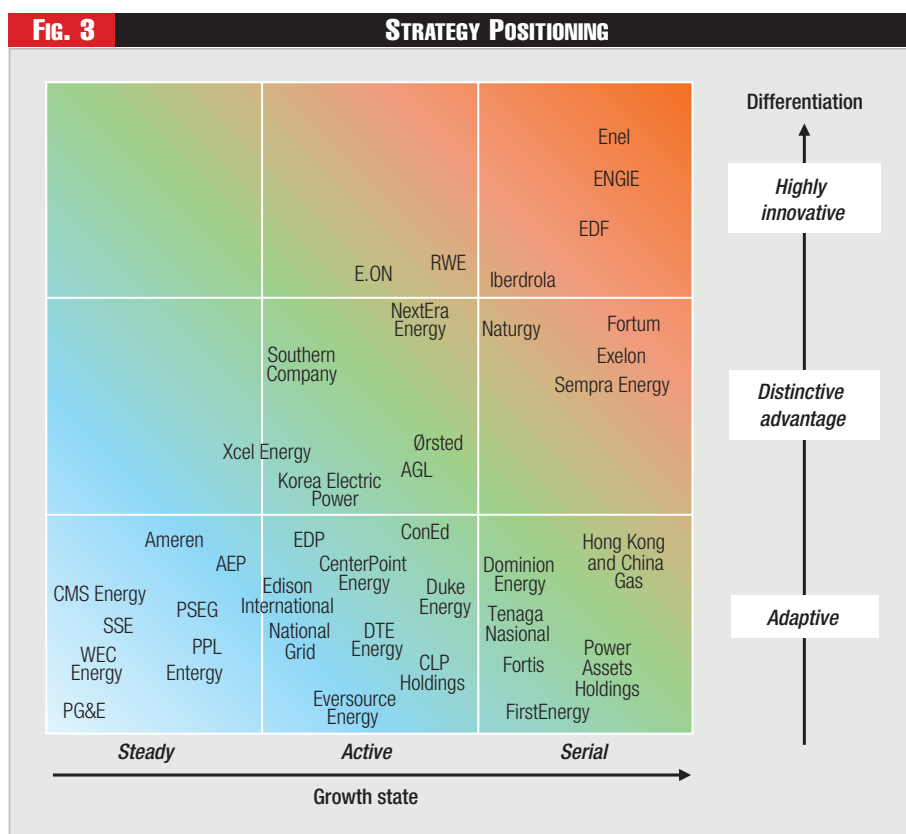 FIG. 3 STRATEGY POSITIONING
Differentiation
Enel
ENGIE
Highly
innovative
EDF
RWE
E.ON
Iberdrola
NextEra
Energy
Naturgy
Fortum
Southern
Company
Exelon
Sempra Energy
Distinctive
advantage
Xcel Energy
Ørsted
AGL
Korea Electric
Power
Ameren
EDP
ConEd
Hong Kong
and China
Gas
AEP
CenterPoint
Energy
Dominion
Energy
CMS Energy
Edison
International
Duke
Energy
PSEG
SSE
Tenaga
Nasional
Adaptive
National
Grid
DTE
Energy
WEC
Energy
PPL
Entergy
CLP
Holdings
Fortis
Power
Assets
Holdings
PG&E
Eversource
Energy
FirstEnergy
Steady
Active
Serial
Growth state